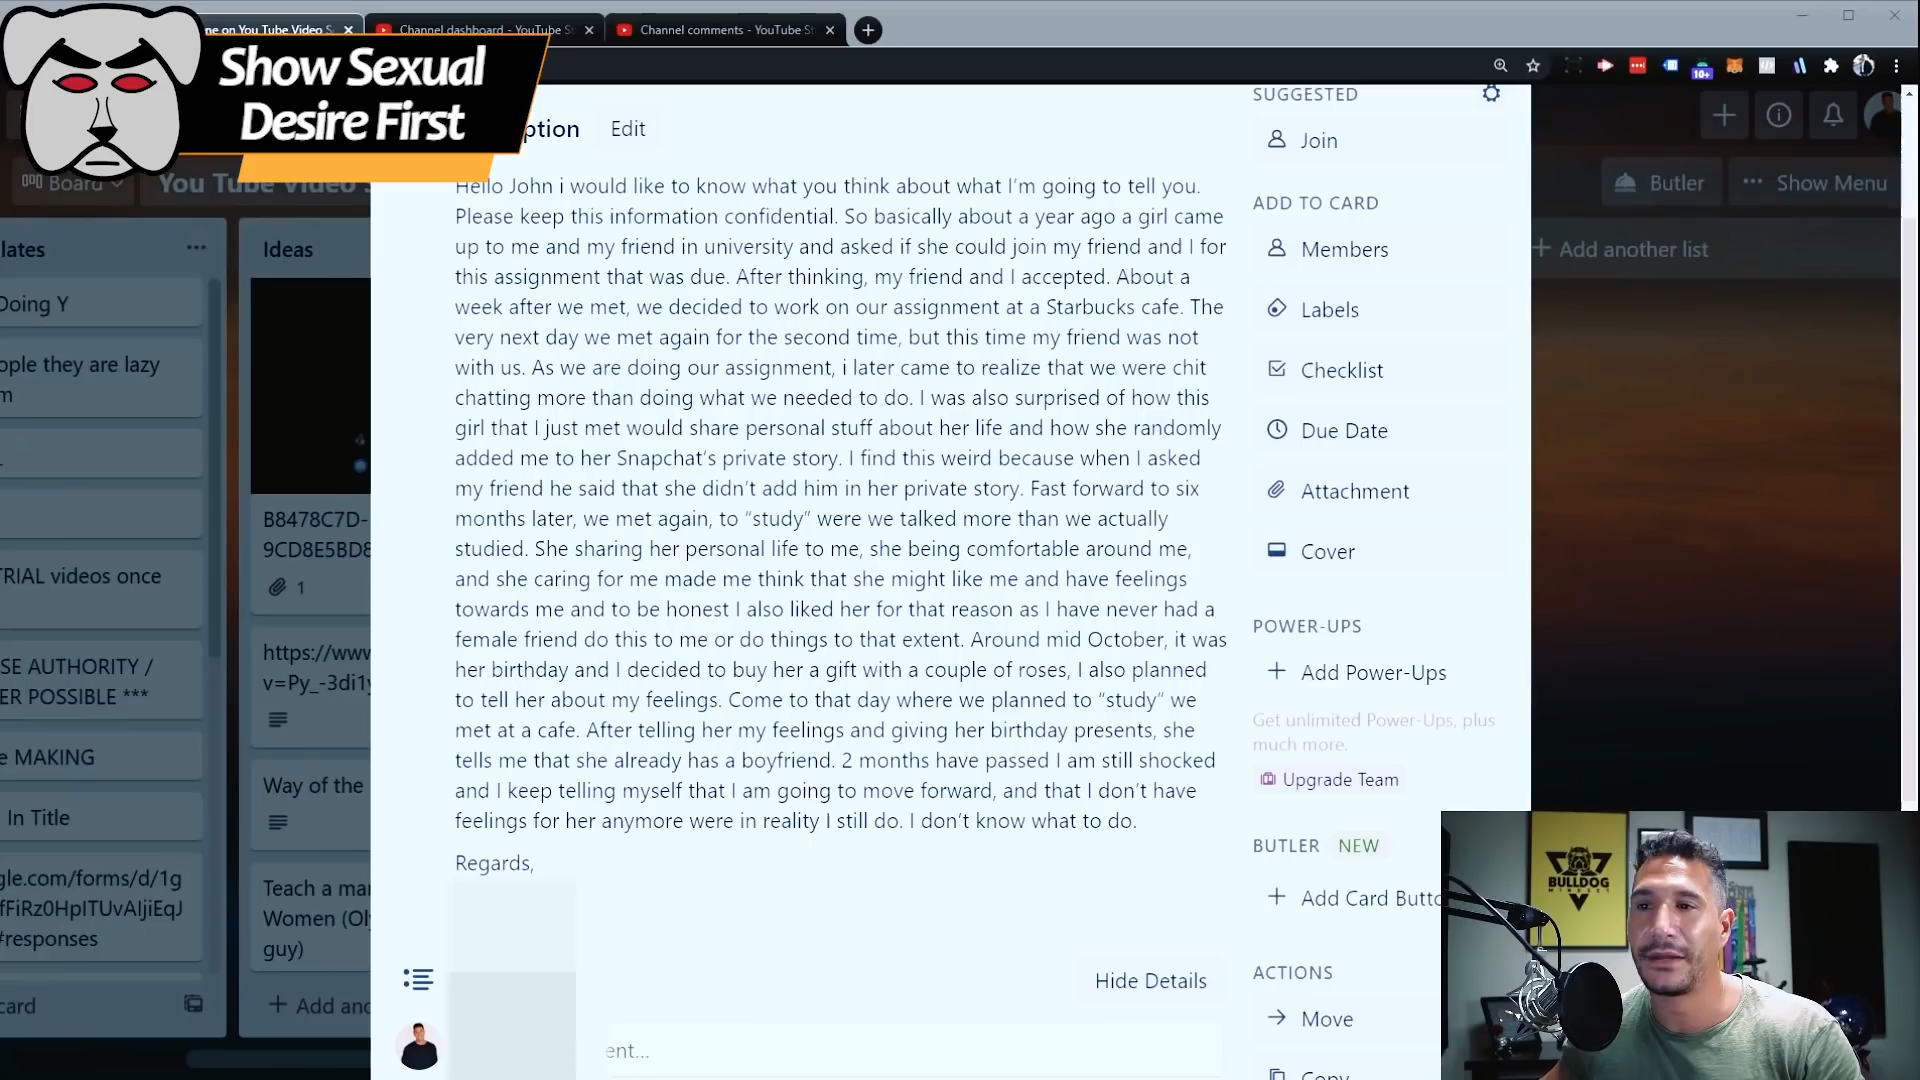 ne on You Tube Video S
Channel dashboard - YouTube St
Channel comments - YouTube St
Show Sexual
Desire First
10+
Board
You Tube Video S
Butler
Show Menu
lates
Doing Y
ople they are lazy
m
TRIAL videos once
SE AUTHORITY /
ER POSSIBLE ***
e MAKING
In Title
gle.com/forms/d/1g
fFiRz0HpITUvAIjiEqJ
#responses
card
Ideas
B8478C7D-
9CD8E5BD8
1
https://www
v=Py_-3di1y
Way of the
Teach a mar
Women (Oly
guy)
Add ano
ption
Edit
Hello John i would like to know what you think about what I'm going to tell you.
Please keep this information confidential. So basically about a year ago a girl came
up to me and my friend in university and asked if she could join my friend and I for
this assignment that was due. After thinking, my friend and I accepted. About a
week after we met, we decided to work on our assignment at a Starbucks cafe. The
very next day we met again for the second time, but this time my friend was not
with us. As we are doing our assignment, i later came to realize that we were chit
chatting more than doing what we needed to do. I was also surprised of how this
girl that I just met would share personal stuff about her life and how she randomly
added me to her Snapchat's private story. I find this weird because when I asked
my friend he said that she didn't add him in her private story. Fast forward to six
months later, we met again, to "study" were we talked more than we actually
studied. She sharing her personal life to me, she being comfortable around me,
and she caring for me made me think that she might like me and have feelings
towards me and to be honest I also liked her for that reason as I have never had a
female friend do this to me or do things to that extent. Around mid October, it was
her birthday and I decided to buy her a gift with a couple of roses, I also planned
to tell her about my feelings. Come to that day where we planned to "study" we
met at a cafe. After telling her my feelings and giving her birthday presents, she
tells me that she already has a boyfriend. 2 months have passed I am still shocked
and I keep telling myself that I am going to move forward, and that I don't have
feelings for her anymore were in reality I still do. I don't know what to do.
Regards,
Hide Details
ent...
SUGGESTED
Join
ADD TO CARD
Members
Labels
Checklist
Due Date
Attachment
Cover
POWER-UPS
Add Power-Ups
Get unlimited Power-Ups, plus
much more.
Upgrade Team
BUTLER NEW
Add Card Butto
ACTIONS
Move
Copy
Add another list
BULLDOG
MINDSET